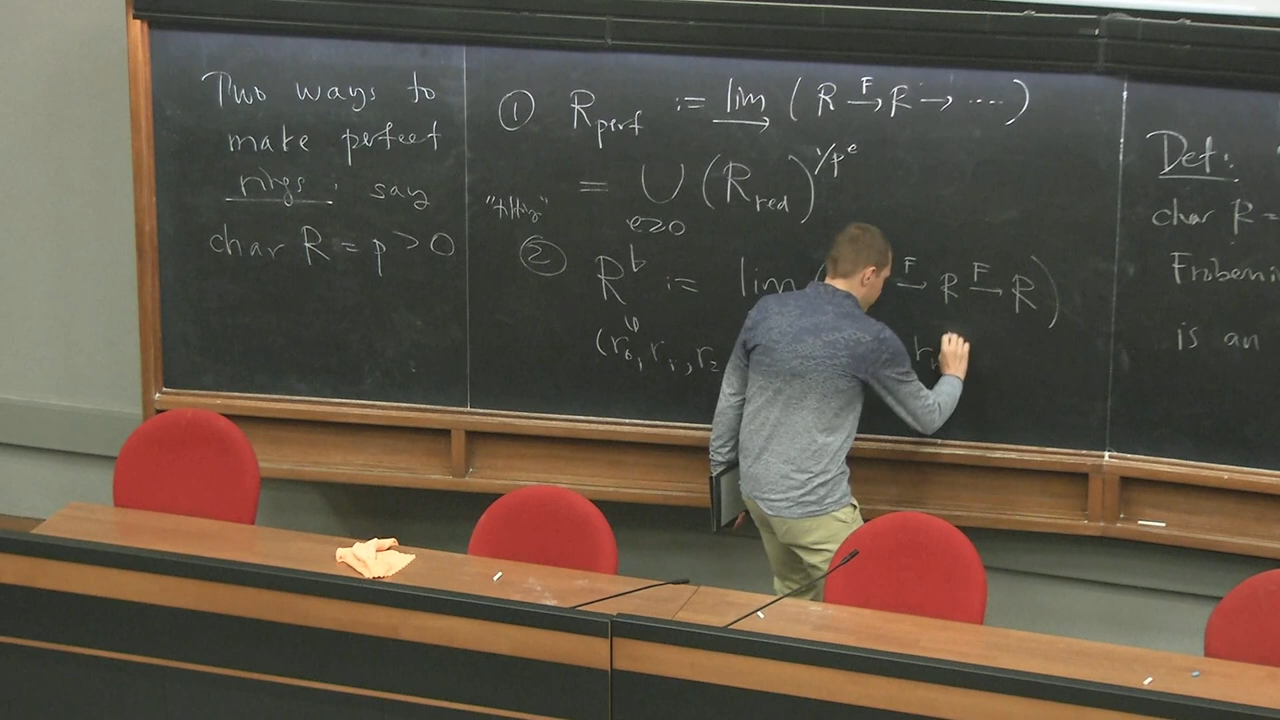 Two ways to
make perfect
rings, say
char R = p > 0
① R_perf := lim→ (R →^F R → ....)
= ∪_{e≥0} (R_red)^{1/p^e}
"tilting"
② R^♭ := lim ( →^F R →^F R)
(r_0, r_1, r_2
Def:
char R =
Frobeni
is an